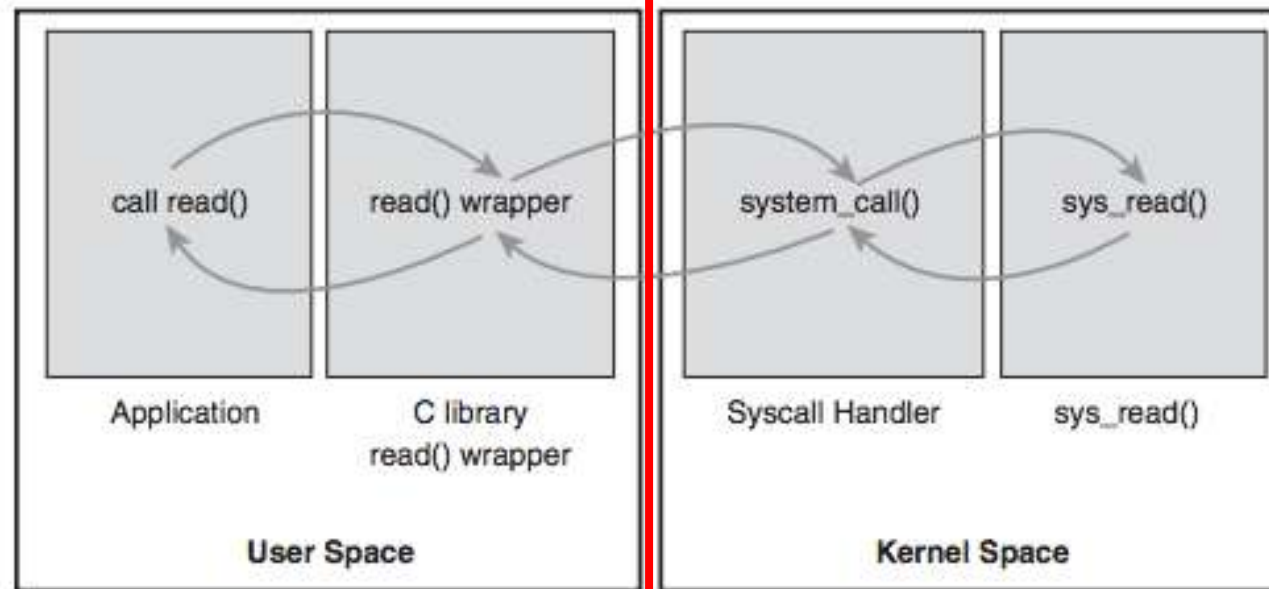 call read()
read() wrapper
system_call()
sys_read()
Application
C library
read() wrapper
Syscall Handler
sys_read()
User Space
Kernel Space